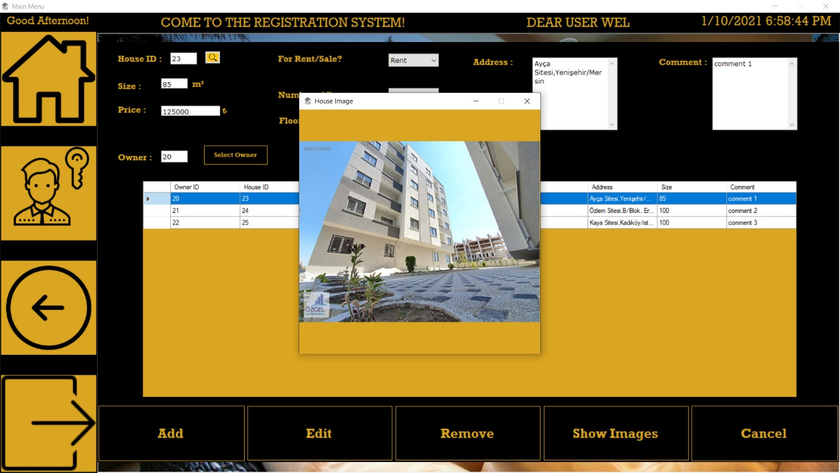 Main Menu
Good Afternoon!
COME TO THE REGISTRATION SYSTEM!
DEAR USER WEL
1/10/2021 6:58:44 PM
House ID :
23
For Rent/Sale?
Rent
Address :
Ayça
Sitesi,Yenişehir/Mer
sin
Comment :
comment 1
Size :
85
m²
Price :
125000
₺
Floo
Owner :
20
Select Owner
House Image
ÖZGEL
Owner ID
House ID
Address
Size
Comment
20
23
Ayça Sitesi,Yenişehir/...
85
comment 1
21
24
Özlem Sitesi,B/Blok, Er...
100
comment 2
22
25
Kaya Sitesi,Kadıköy/ist...
100
comment 3
Add
Edit
Remove
Show Images
Cancel